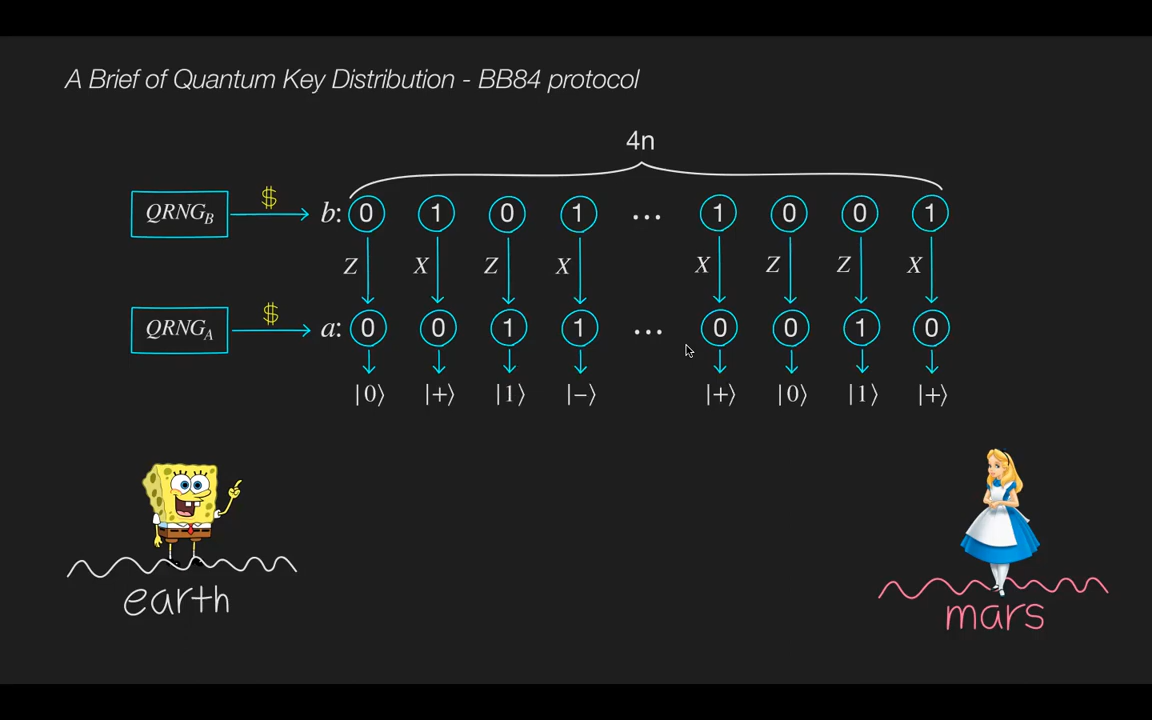 A Brief of Quantum Key Distribution - BB84 protocol
4n
QRNG_B $ b: 0 1 0 1 ... 1 0 0 1
Z X Z X X Z Z X
QRNG_A $ a: 0 0 1 1 ... 0 0 1 0
|0⟩ |+⟩ |1⟩ |−⟩ |+⟩ |0⟩ |1⟩ |+⟩
earth
mars